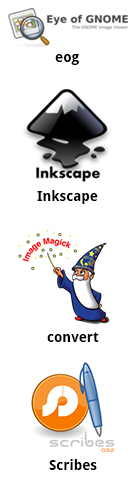 Eye of GNOME
The GNOME Image Viewer
eog
Inkscape
Inkscape
Image Magick
convert
scribes
0.3.2
Scribes